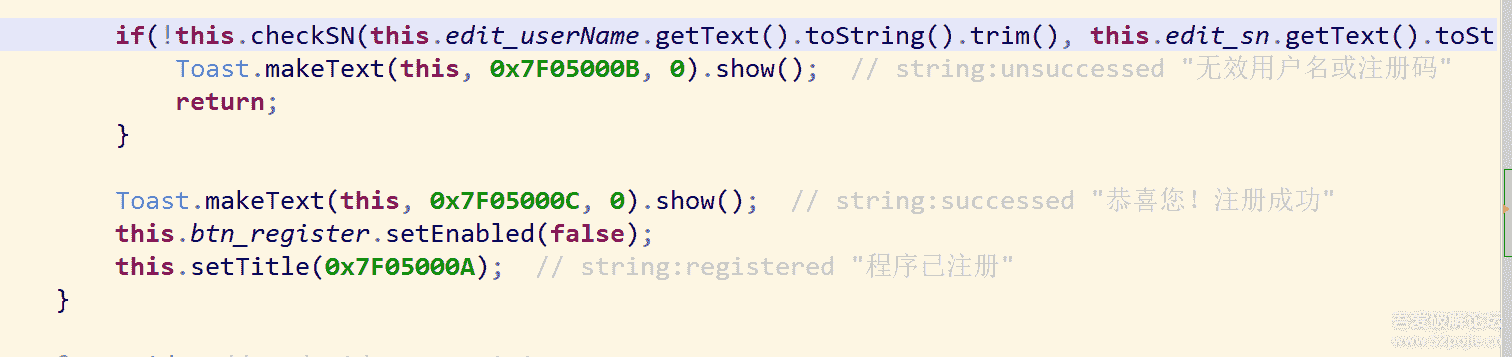 if(!this.checkSN(this.edit_userName.getText().toString().trim(), this.edit_sn.getText().toSt
Toast.makeText(this, 0x7F05000B, 0).show(); // string:unsuccessed "无效用户名或注册码"
return;
}
Toast.makeText(this, 0x7F05000C, 0).show(); // string:successed "恭喜您！注册成功"
this.btn_register.setEnabled(false);
this.setTitle(0x7F05000A); // string:registered "程序已注册"
}